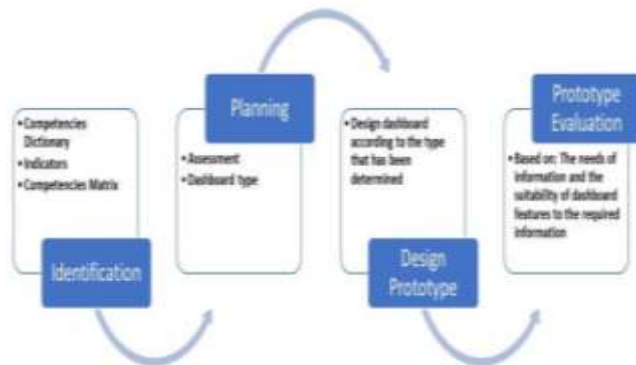 • Competencies
Dictionary
• Indicators
• Competencies Matrix
Identification
Planning
• Assessment
• Dashboard type
• Design dashboard
according to the type
that has been
determined
Design
Prototype
Prototype
Evaluation
• Based on: The needs of
information and the
suitability of dashboard
features to the required
information